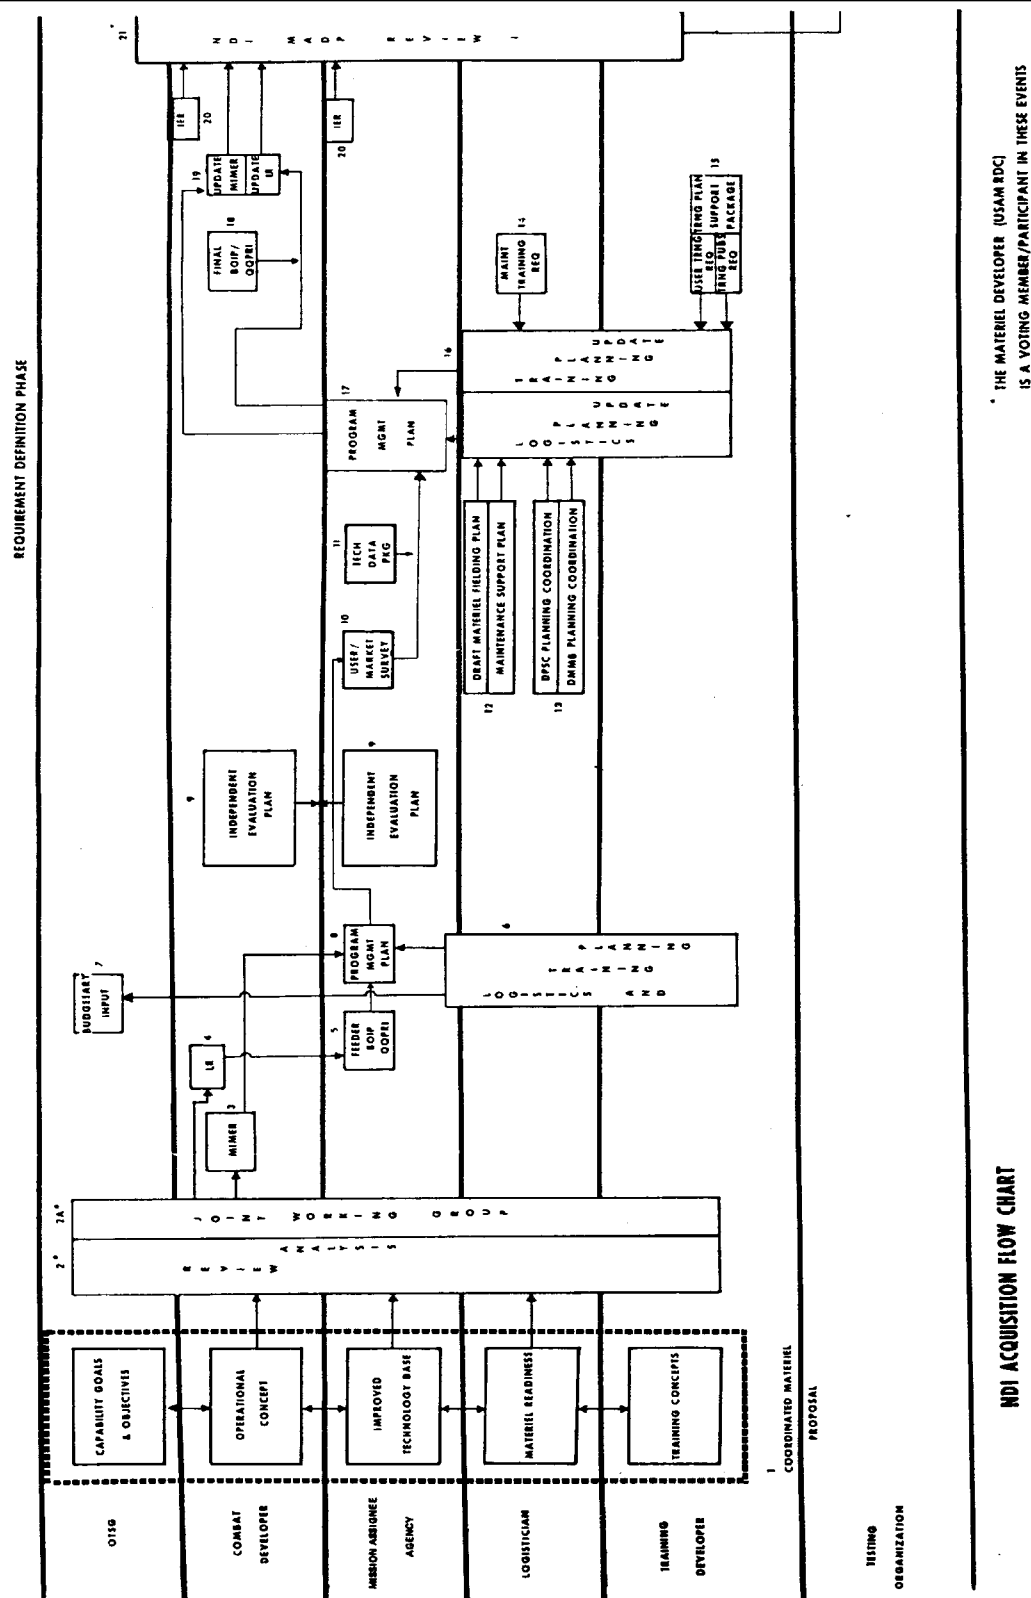 REQUIREMENT DEFINITION PHASE
OTSG
COMBAT
DEVELOPER
MISSION ASSIGNEE
AGENCY
LOGISTICIAN
TRAINING
DEVELOPER
TESTING
ORGANIZATION
CAPABILITY GOALS
& OBJECTIVES
OPERATIONAL
CONCEPT
IMPROVED
TECHNOLOGY BASE
MATERIEL READINESS
TRAINING CONCEPTS
1
COORDINATED MATERIEL
PROPOSAL
2*
REVIEW
ANALYSIS
2A*
JOINT WORKING GROUP
MIMER
3
LR
4
FEEDER
BOIP
QQPRI
5
LOGISTICS AND
TRAINING
PLANNING
6
BUDGETARY
INPUT
7
PROGRAM
MGMT
PLAN
8
INDEPENDENT
EVALUATION
PLAN
9
INDEPENDENT
EVALUATION
PLAN
9
USER/
MARKET
SURVEY
10
TECH
DATA
PKG
11
DRAFT MATERIEL FIELDING PLAN
MAINTENANCE SUPPORT PLAN
12
DPSC PLANNING COORDINATION
DMMB PLANNING COORDINATION
13
LOGISTICS
PLANNING
UPDATE
TRAINING
PLANNING
UPDATE
16
MAINT
TRAINING
REQ
14
USER TRNG
REQ
TRNG PUBS
REQ
TRNG PLAN
SUPPORT
PACKAGE
15
PROGRAM
MGMT
PLAN
17
FINAL
BOIP/
QQPRI
18
UPDATE
MIMER
UPDATE
LR
19
IER
20
IER
20
21*
NDI MADP REVIEW I
NDI ACQUISITION FLOW CHART
* THE MATERIEL DEVELOPER (USAMRDC)
IS A VOTING MEMBER/PARTICIPANT IN THESE EVENTS